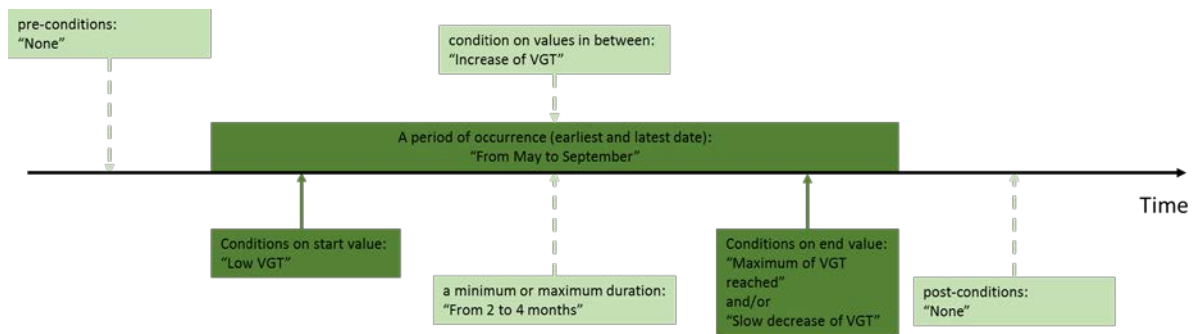 pre-conditions:
“None”
condition on values in between:
“Increase of VGT”
A period of occurrence (earliest and latest date):
“From May to September”
Time
Conditions on start value:
“Low VGT”
a minimum or maximum duration:
“From 2 to 4 months”
Conditions on end value:
“Maximum of VGT
reached”
and/or
“Slow decrease of VGT”
post-conditions:
“None”